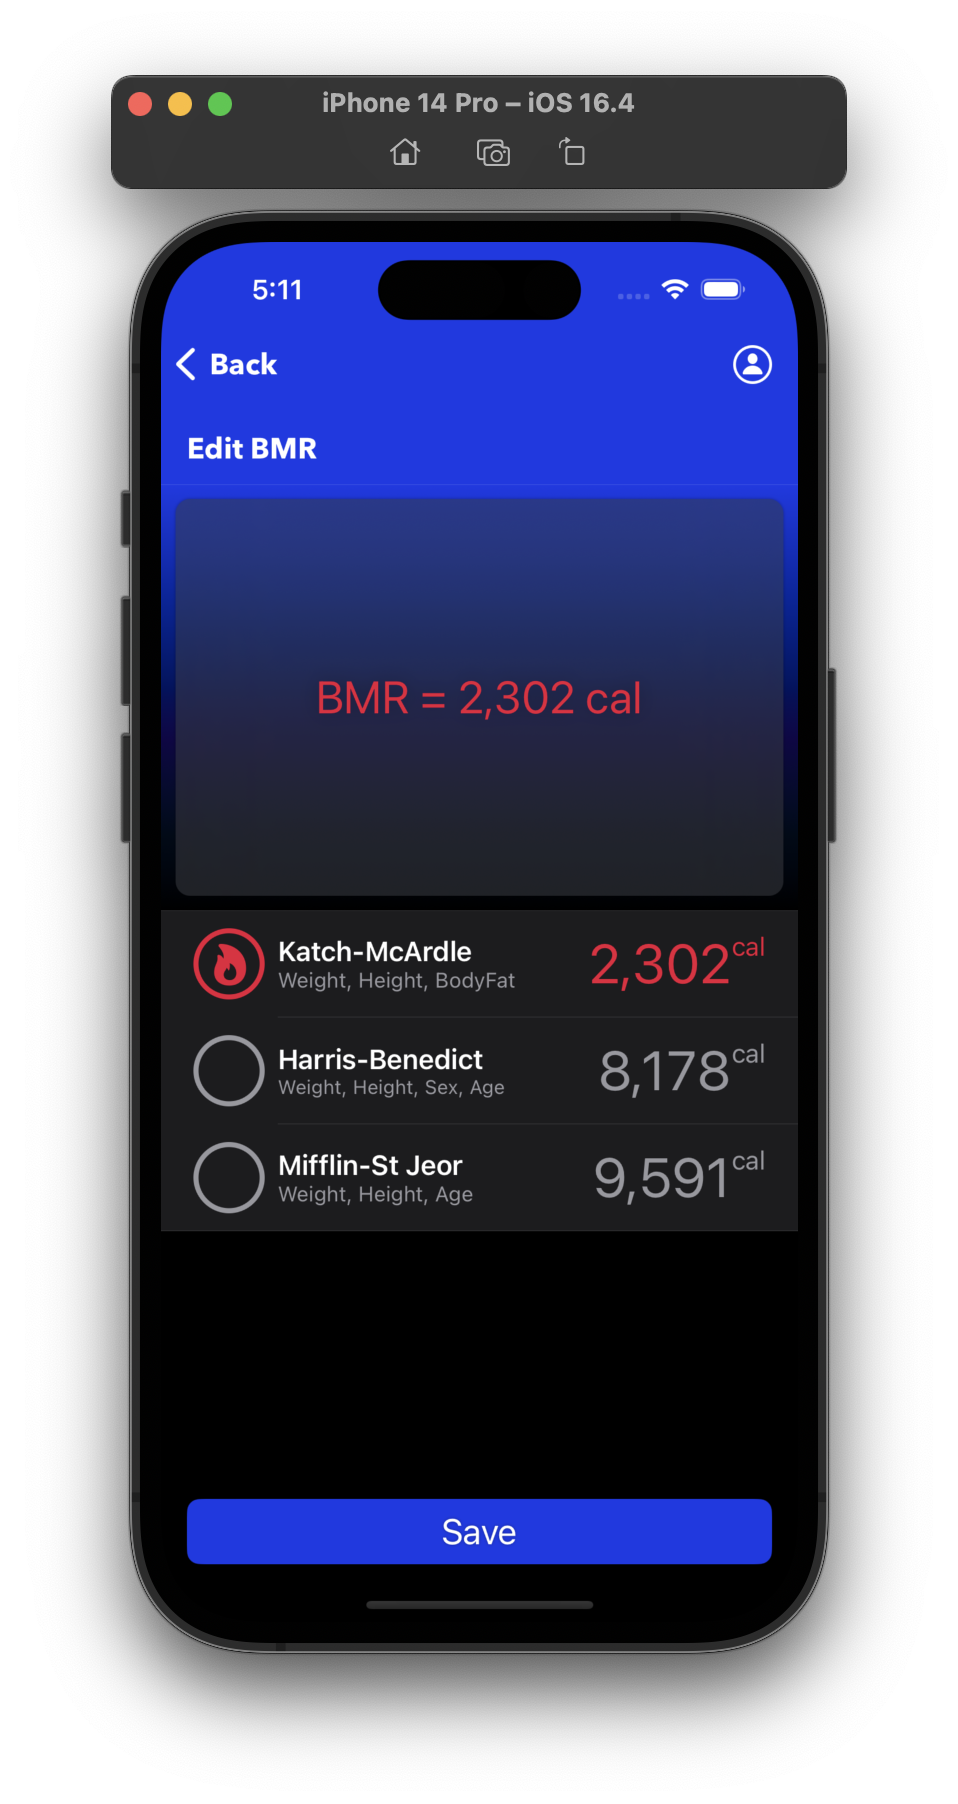 iPhone 14 Pro – iOS 16.4
5:11
Back
Edit BMR
BMR = 2,302 cal
Katch-McArdle
Weight, Height, BodyFat
2,302 cal
Harris-Benedict
Weight, Height, Sex, Age
8,178 cal
Mifflin-St Jeor
Weight, Height, Age
9,591 cal
Save